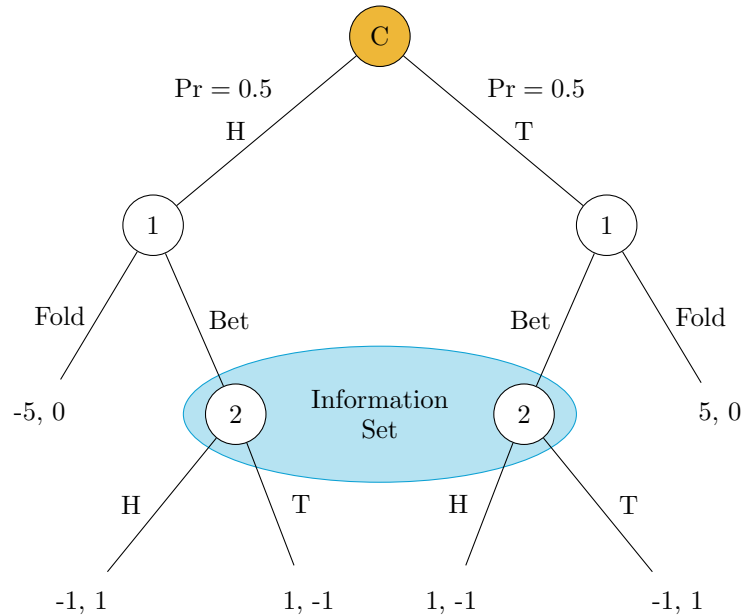 C
Pr = 0.5
Pr = 0.5
H
T
1
1
Fold
Bet
Bet
Fold
-5, 0
2
Information
Set
2
5, 0
H
T
H
T
-1, 1
1, -1
1, -1
-1, 1